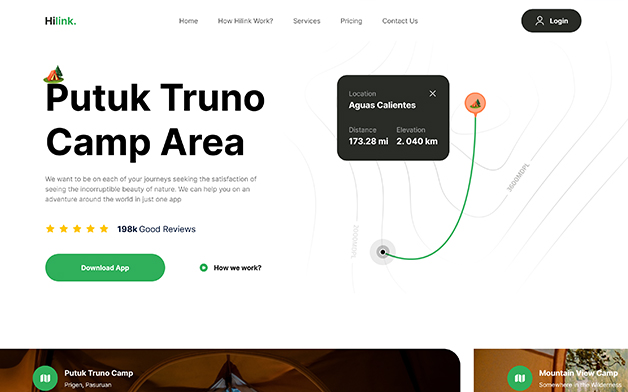 Hilink.
Home How Hilink Work? Services Pricing Contact Us
Login
Putuk Truno
Camp Area
We want to be on each of your journeys seeking the satisfaction of
seeing the incorruptible beauty of nature. We can help you on an
adventure around the world in just one app
198k Good Reviews
Download App
How we work?
Location
Aguas Calientes
Distance Elevation
173.28 mi 2. 040 km
3600MDPL
Putuk Truno Camp
Prigen, Pasuruan
Mountain View Camp
Somewhere in the Wilderness